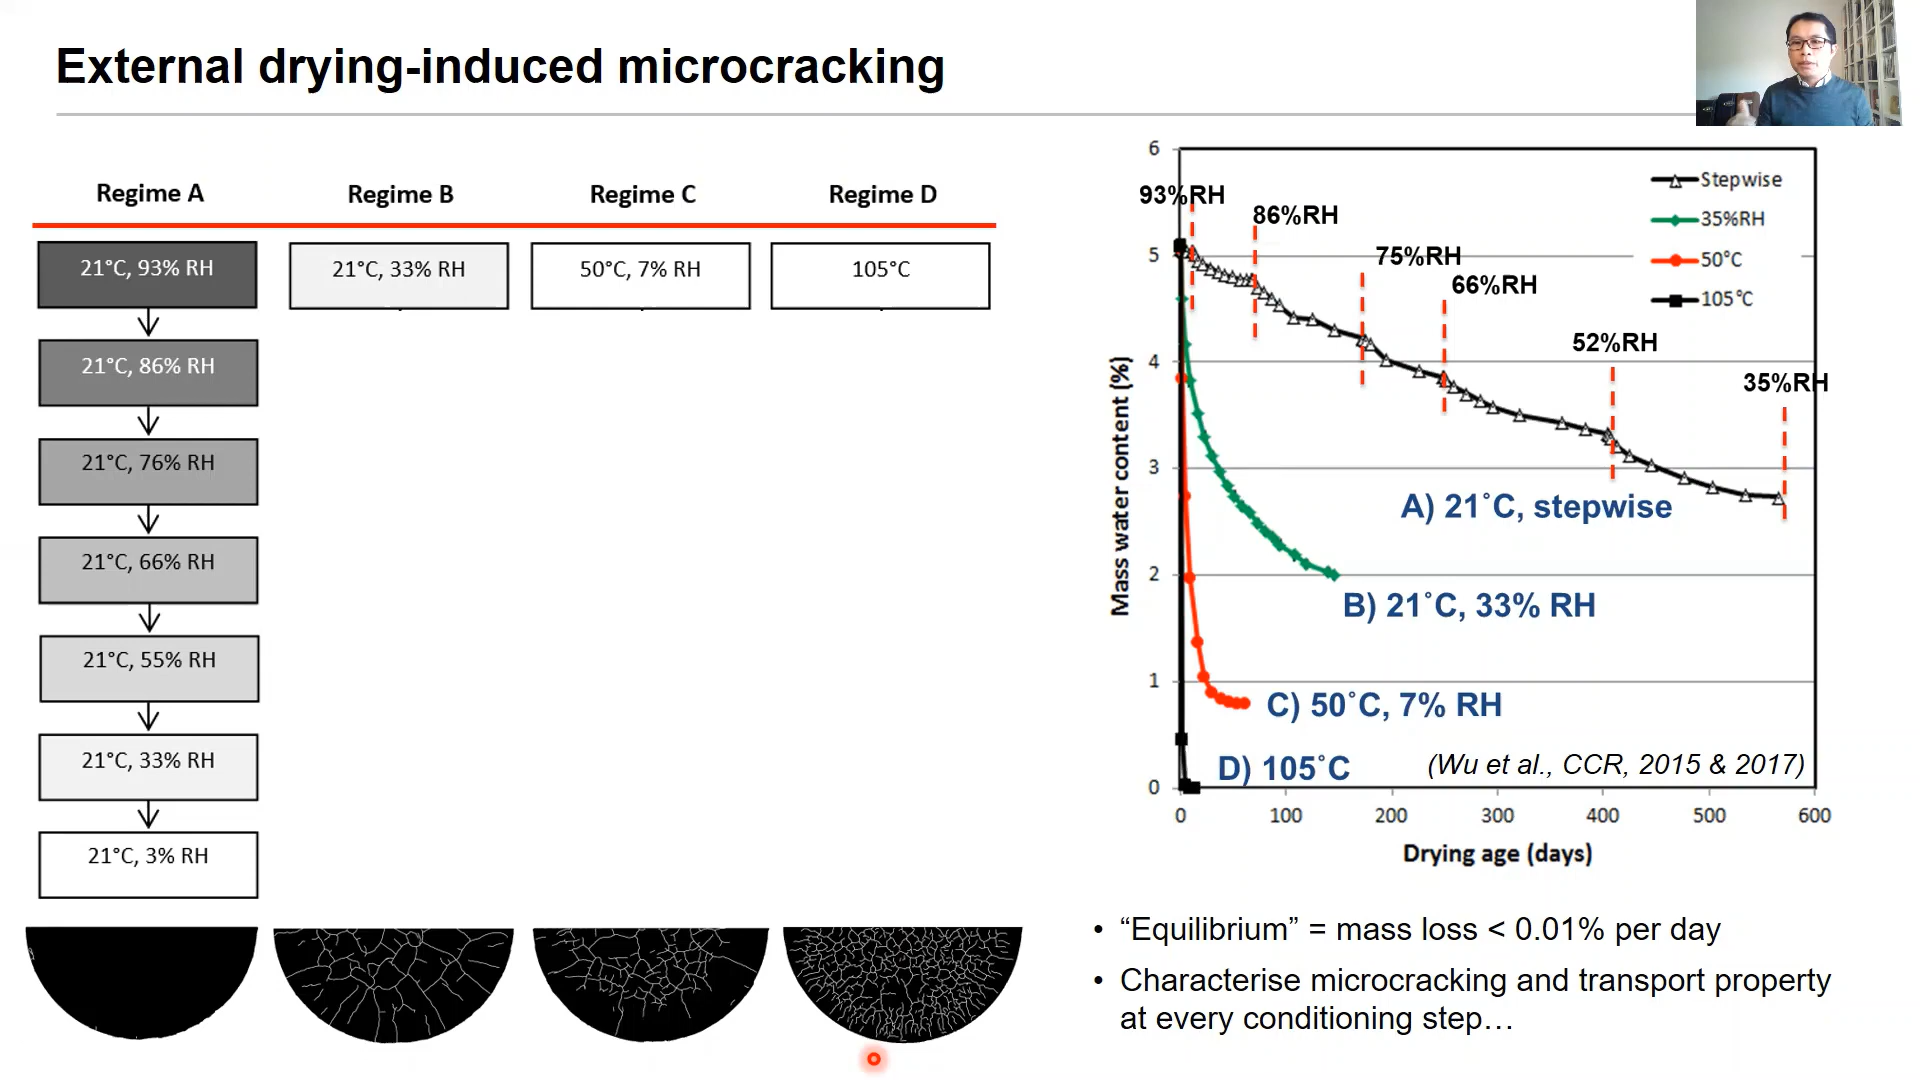 External drying-induced microcracking
Regime A
Regime B
Regime C
Regime D
21°C, 93% RH
21°C, 33% RH
50°C, 7% RH
105°C
21°C, 86% RH
21°C, 76% RH
21°C, 66% RH
21°C, 55% RH
21°C, 33% RH
21°C, 3% RH
6
5
4
3
2
1
0
Mass water content (%)
93%RH
86%RH
75%RH
66%RH
52%RH
35%RH
Stepwise
35%RH
50°C
105°C
A) 21˚C, stepwise
B) 21˚C, 33% RH
C) 50˚C, 7% RH
D) 105˚C
(Wu et al., CCR, 2015 & 2017)
0 100 200 300 400 500 600
Drying age (days)
• “Equilibrium” = mass loss < 0.01% per day
• Characterise microcracking and transport property
at every conditioning step…